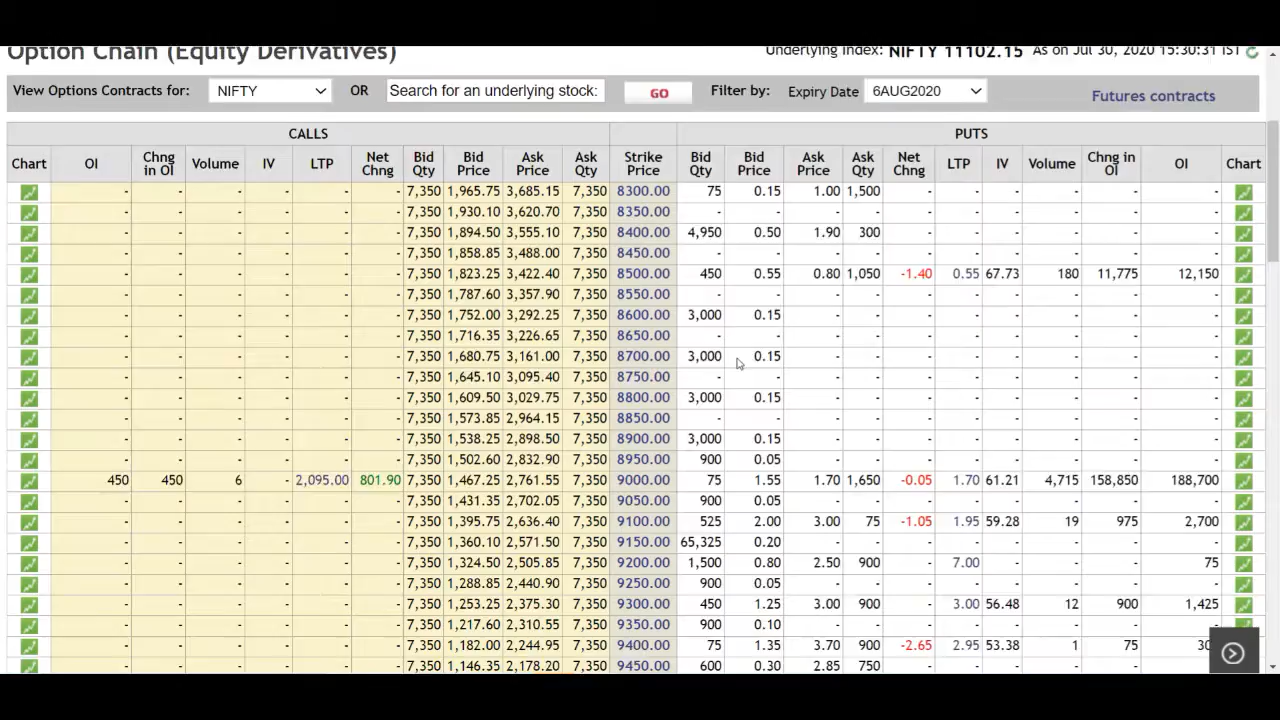 Option Chain (Equity Derivatives)
Underlying Index: NIFTY 11102.15 As on Jul 30, 2020 15:30:31 IST
View Options Contracts for: NIFTY OR Search for an underlying stock: GO Filter by: Expiry Date 6AUG2020 Futures contracts
CALLS PUTS
Chart OI Chng in OI Volume IV LTP Net Chng Bid Qty Bid Price Ask Price Ask Qty Strike Price Bid Qty Bid Price Ask Price Ask Qty Net Chng LTP IV Volume Chng in OI OI Chart
- - - - - - 7,350 1,965.75 3,685.15 7,350 8300.00 75 0.15 1.00 1,500 - - - - - -
- - - - - - 7,350 1,930.10 3,620.70 7,350 8350.00 - - - - - - - - - -
- - - - - - 7,350 1,894.50 3,555.10 7,350 8400.00 4,950 0.50 1.90 300 - - - - - -
- - - - - - 7,350 1,858.85 3,488.00 7,350 8450.00 - - - - - - - - - -
- - - - - - 7,350 1,823.25 3,422.40 7,350 8500.00 450 0.55 0.80 1,050 -1.40 0.55 67.73 180 11,775 12,150
- - - - - - 7,350 1,787.60 3,357.90 7,350 8550.00 - - - - - - - - - -
- - - - - - 7,350 1,752.00 3,292.25 7,350 8600.00 3,000 0.15 - - - - - - - -
- - - - - - 7,350 1,716.35 3,226.65 7,350 8650.00 - - - - - - - - - -
- - - - - - 7,350 1,680.75 3,161.00 7,350 8700.00 3,000 0.15 - - - - - - - -
- - - - - - 7,350 1,645.10 3,095.40 7,350 8750.00 - - - - - - - - - -
- - - - - - 7,350 1,609.50 3,029.75 7,350 8800.00 3,000 0.15 - - - - - - - -
- - - - - - 7,350 1,573.85 2,964.15 7,350 8850.00 - - - - - - - - - -
- - - - - - 7,350 1,538.25 2,898.50 7,350 8900.00 3,000 0.15 - - - - - - - -
- - - - - - 7,350 1,502.60 2,832.90 7,350 8950.00 900 0.05 - - - - - - - -
450 450 6 - 2,095.00 801.90 7,350 1,467.25 2,761.55 7,350 9000.00 75 1.55 1.70 1,650 -0.05 1.70 61.21 4,715 158,850 188,700
- - - - - - 7,350 1,431.35 2,702.05 7,350 9050.00 900 0.05 - - - - - - - -
- - - - - - 7,350 1,395.75 2,636.40 7,350 9100.00 525 2.00 3.00 75 -1.05 1.95 59.28 19 975 2,700
- - - - - - 7,350 1,360.10 2,571.50 7,350 9150.00 65,325 0.20 - - - - - - - -
- - - - - - 7,350 1,324.50 2,505.85 7,350 9200.00 1,500 0.80 2.50 900 - 7.00 - - - 75
- - - - - - 7,350 1,288.85 2,440.90 7,350 9250.00 900 0.05 - - - - - - - -
- - - - - - 7,350 1,253.25 2,375.30 7,350 9300.00 450 1.25 3.00 900 - 3.00 56.48 12 900 1,425
- - - - - - 7,350 1,217.60 2,310.55 7,350 9350.00 900 0.10 - - - - - - - -
- - - - - - 7,350 1,182.00 2,244.95 7,350 9400.00 75 1.35 3.70 900 -2.65 2.95 53.38 1 75
- - - - - - 7,350 1,146.35 2,178.20 7,350 9450.00 600 0.30 2.85 750 - - - - -